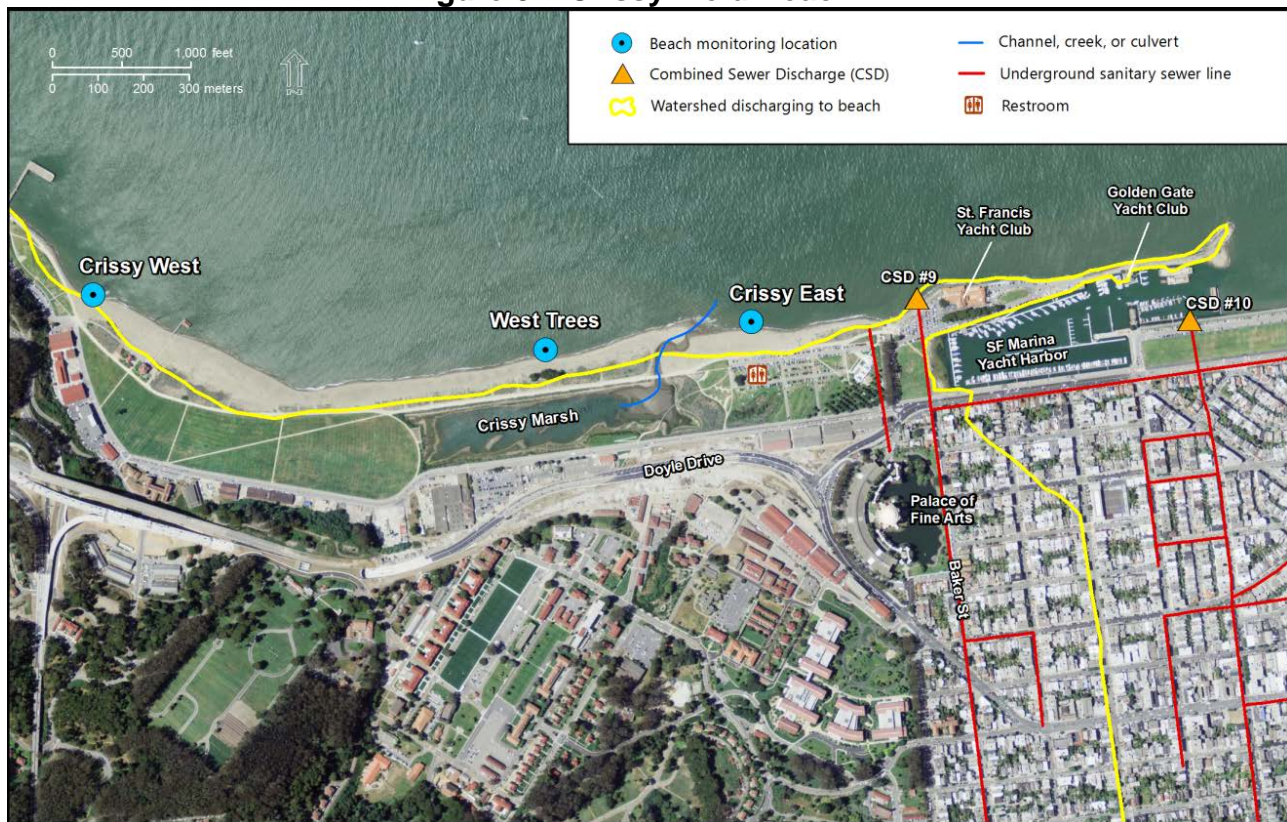 0 500 1,000 feet
0 100 200 300 meters
N
Beach monitoring location
Combined Sewer Discharge (CSD)
Watershed discharging to beach
Channel, creek, or culvert
Underground sanitary sewer line
Restroom
Golden Gate
Yacht Club
St. Francis
Yacht Club
Crissy West
CSD #9
Crissy East
CSD #10
West Trees
SF Marina
Yacht Harbor
Crissy Marsh
Doyle Drive
Palace of
Fine Arts
Baker St